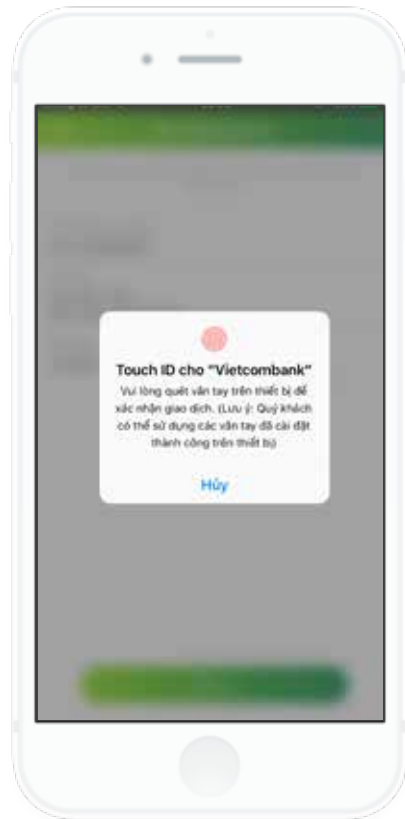 Touch ID cho "Vietcombank"
Vui lòng quét vân tay trên thiết bị để
xác nhận giao dịch. (Lưu ý: Quý khách
có thể sử dụng các vân tay đã cài đặt
thành công trên thiết bị)
Hủy